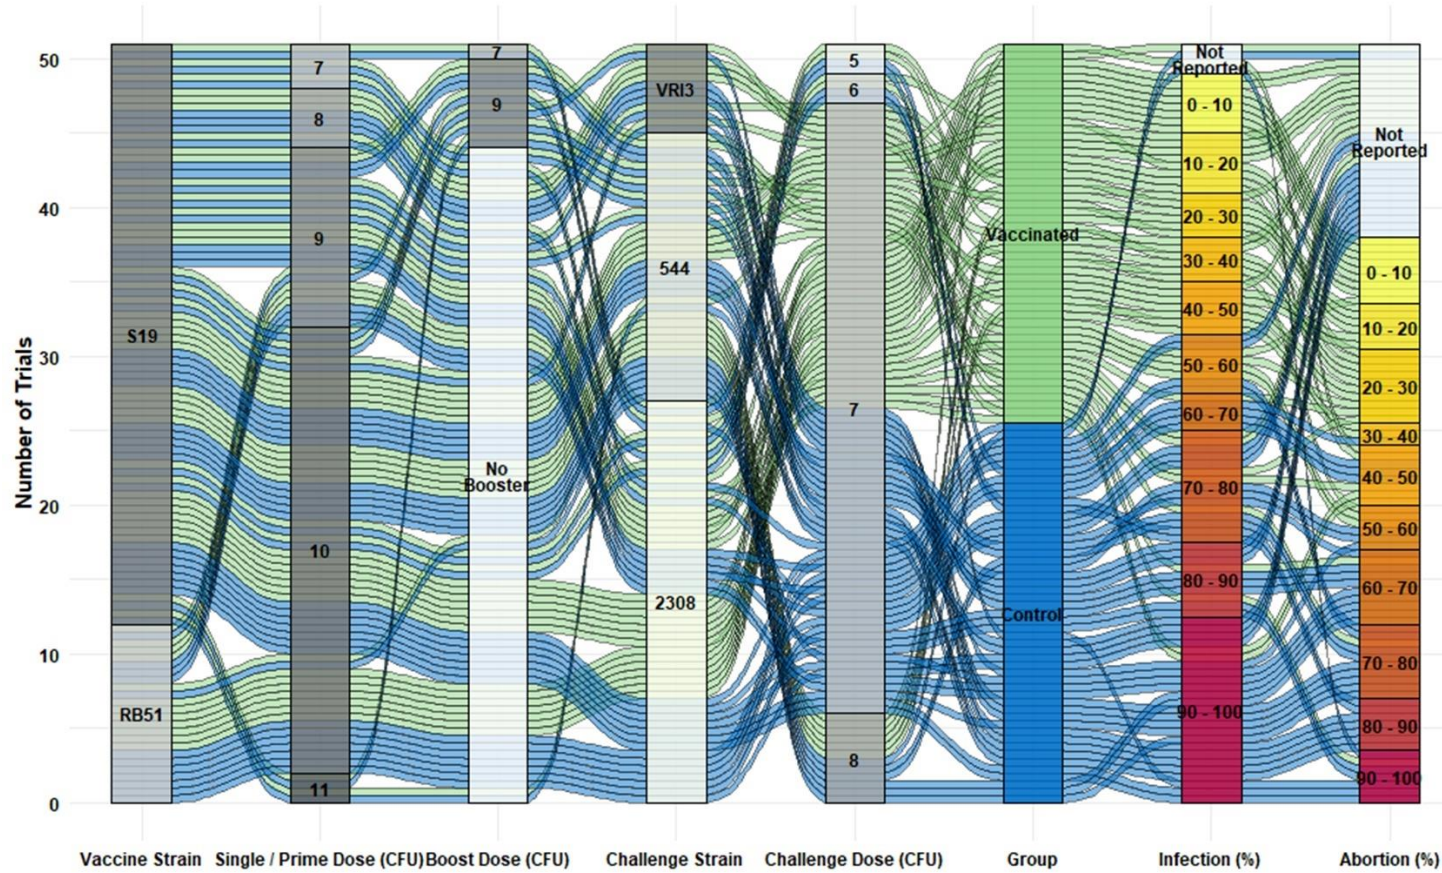 Number of Trials
50
40
30
20
10
0
S19
RB51
7
8
9
10
11
7
9
No
Booster
VRI3
544
2308
5
6
7
8
Vaccinated
Control
Not
Reported
0 - 10
10 - 20
20 - 30
30 - 40
40 - 50
50 - 60
60 - 70
70 - 80
80 - 90
90 - 100
Not
Reported
0 - 10
10 - 20
20 - 30
30 - 40
40 - 50
50 - 60
60 - 70
70 - 80
80 - 90
90 - 100
Vaccine Strain
Single / Prime Dose (CFU)
Boost Dose (CFU)
Challenge Strain
Challenge Dose (CFU)
Group
Infection (%)
Abortion (%)